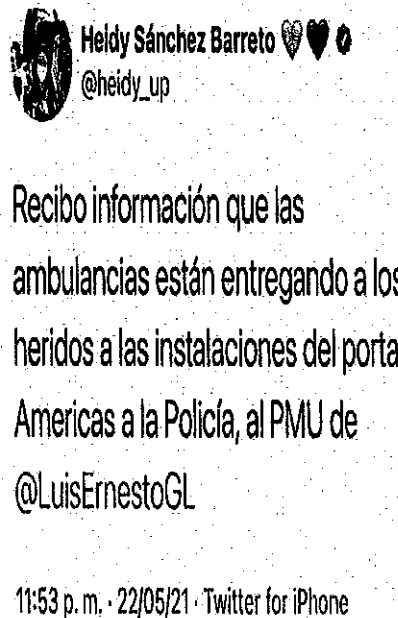 Heidy Sánchez Barreto
@heidy_up
Recibo información que las
ambulancias están entregando a los
heridos a las instalaciones del porta
Americas a la Policía, al PMU de
@LuisErnestoGL
11:53 p. m. · 22/05/21 · Twitter for iPhone